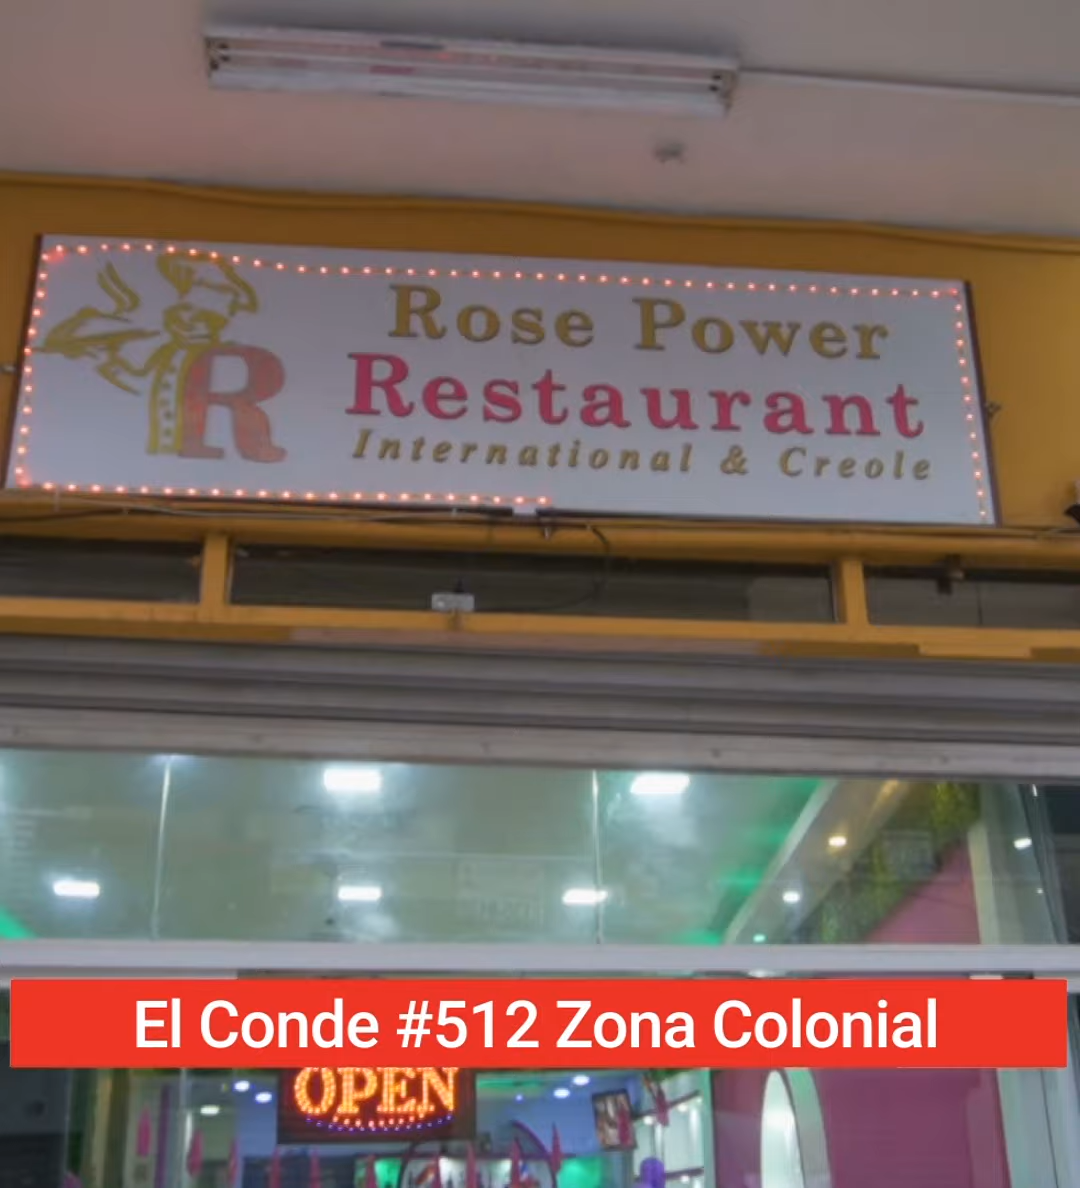 R
Rose Power
Restaurant
International & Creole
El Conde #512 Zona Colonial
OPEN